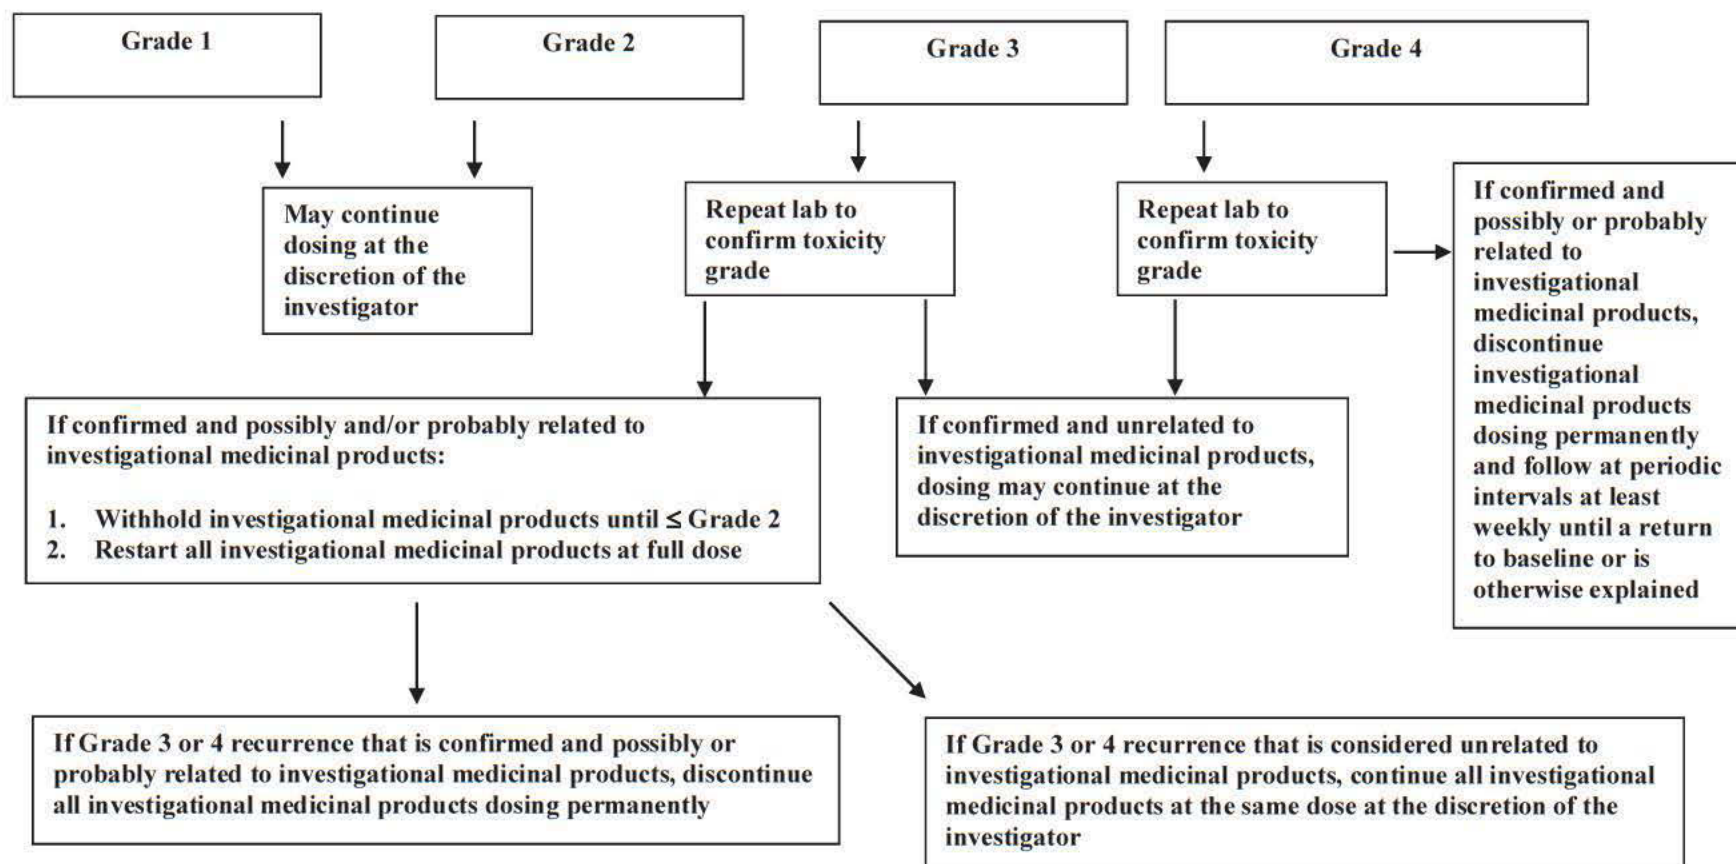 Grade 1
Grade 2
Grade 3
Grade 4
May continue
dosing at the
discretion of the
investigator
Repeat lab to
confirm toxicity
grade
Repeat lab to
confirm toxicity
grade
If confirmed and
possibly or probably
related to
investigational
medicinal products,
discontinue
investigational
medicinal products
dosing permanently
and follow at periodic
intervals at least
weekly until a return
to baseline or is
otherwise explained
If confirmed and possibly and/or probably related to
investigational medicinal products:
1. Withhold investigational medicinal products until ≤ Grade 2
2. Restart all investigational medicinal products at full dose
If confirmed and unrelated to
investigational medicinal products,
dosing may continue at the
discretion of the investigator
If Grade 3 or 4 recurrence that is confirmed and possibly or
probably related to investigational medicinal products, discontinue
all investigational medicinal products dosing permanently
If Grade 3 or 4 recurrence that is considered unrelated to
investigational medicinal products, continue all investigational
medicinal products at the same dose at the discretion of the
investigator